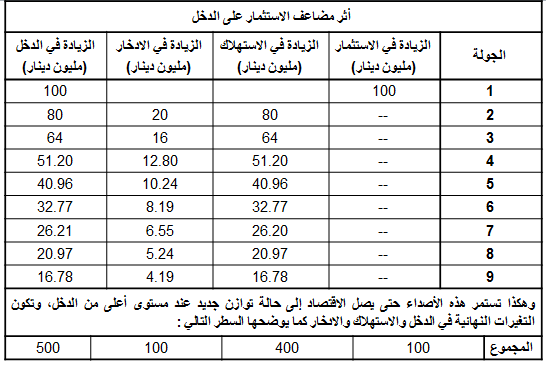 أثر مضاعف الاستثمار على الدخل
الجولة الزيادة في الاستثمار (مليون دينار) الزيادة في الاستهلاك (مليون دينار) الزيادة في الادخار (مليون دينار) الزيادة في الدخل (مليون دينار)
1 100 100
2 -- 80 20 80
3 -- 64 16 64
4 -- 51.20 12.80 51.20
5 -- 40.96 10.24 40.96
6 -- 32.77 8.19 32.77
7 -- 26.20 6.55 26.21
8 -- 20.97 5.24 20.97
9 -- 16.78 4.19 16.78
وهكذا تستمر هذه الأصداء حتى يصل الاقتصاد إلى حالة توازن جديد عند مستوى أعلى من الدخل، وتكون
التغيرات النهائية في الدخل والاستهلاك والادخار كما يوضحها السطر التالي :
المجموع 100 400 100 500